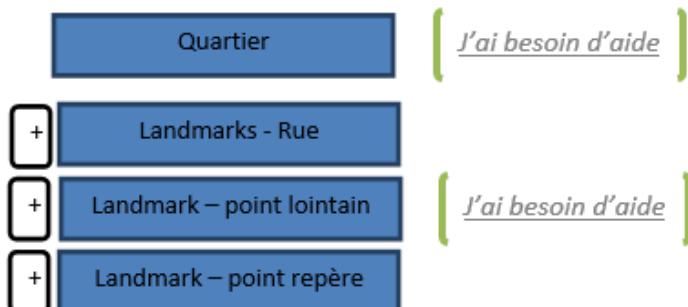 Quartier
J'ai besoin d'aide
+ Landmarks - Rue
+ Landmark – point lointain
J'ai besoin d'aide
+ Landmark – point repère